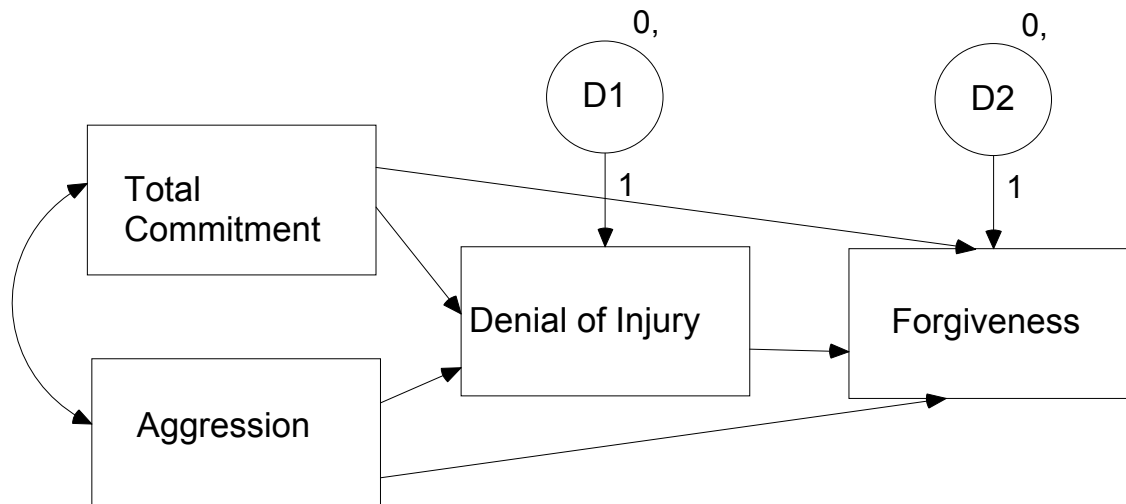 0,
0,
D1
D2
1
1
Total
Commitment
Denial of Injury
Forgiveness
Aggression